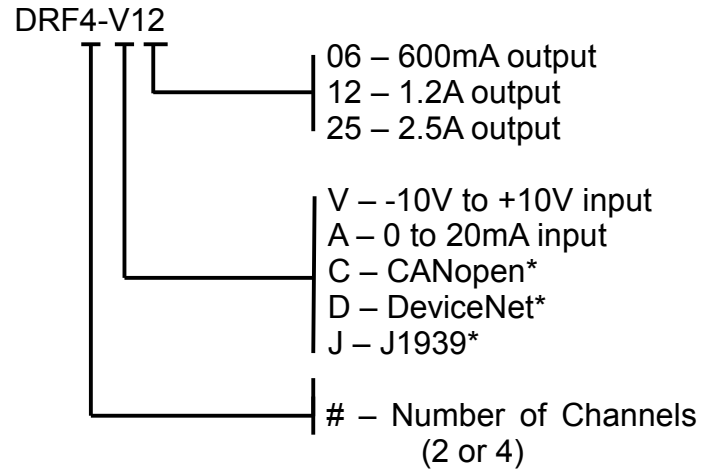 DRF4-V12
06 – 600mA output
12 – 1.2A output
25 – 2.5A output
V – -10V to +10V input
A – 0 to 20mA input
C – CANopen*
D – DeviceNet*
J – J1939*
# – Number of Channels
(2 or 4)